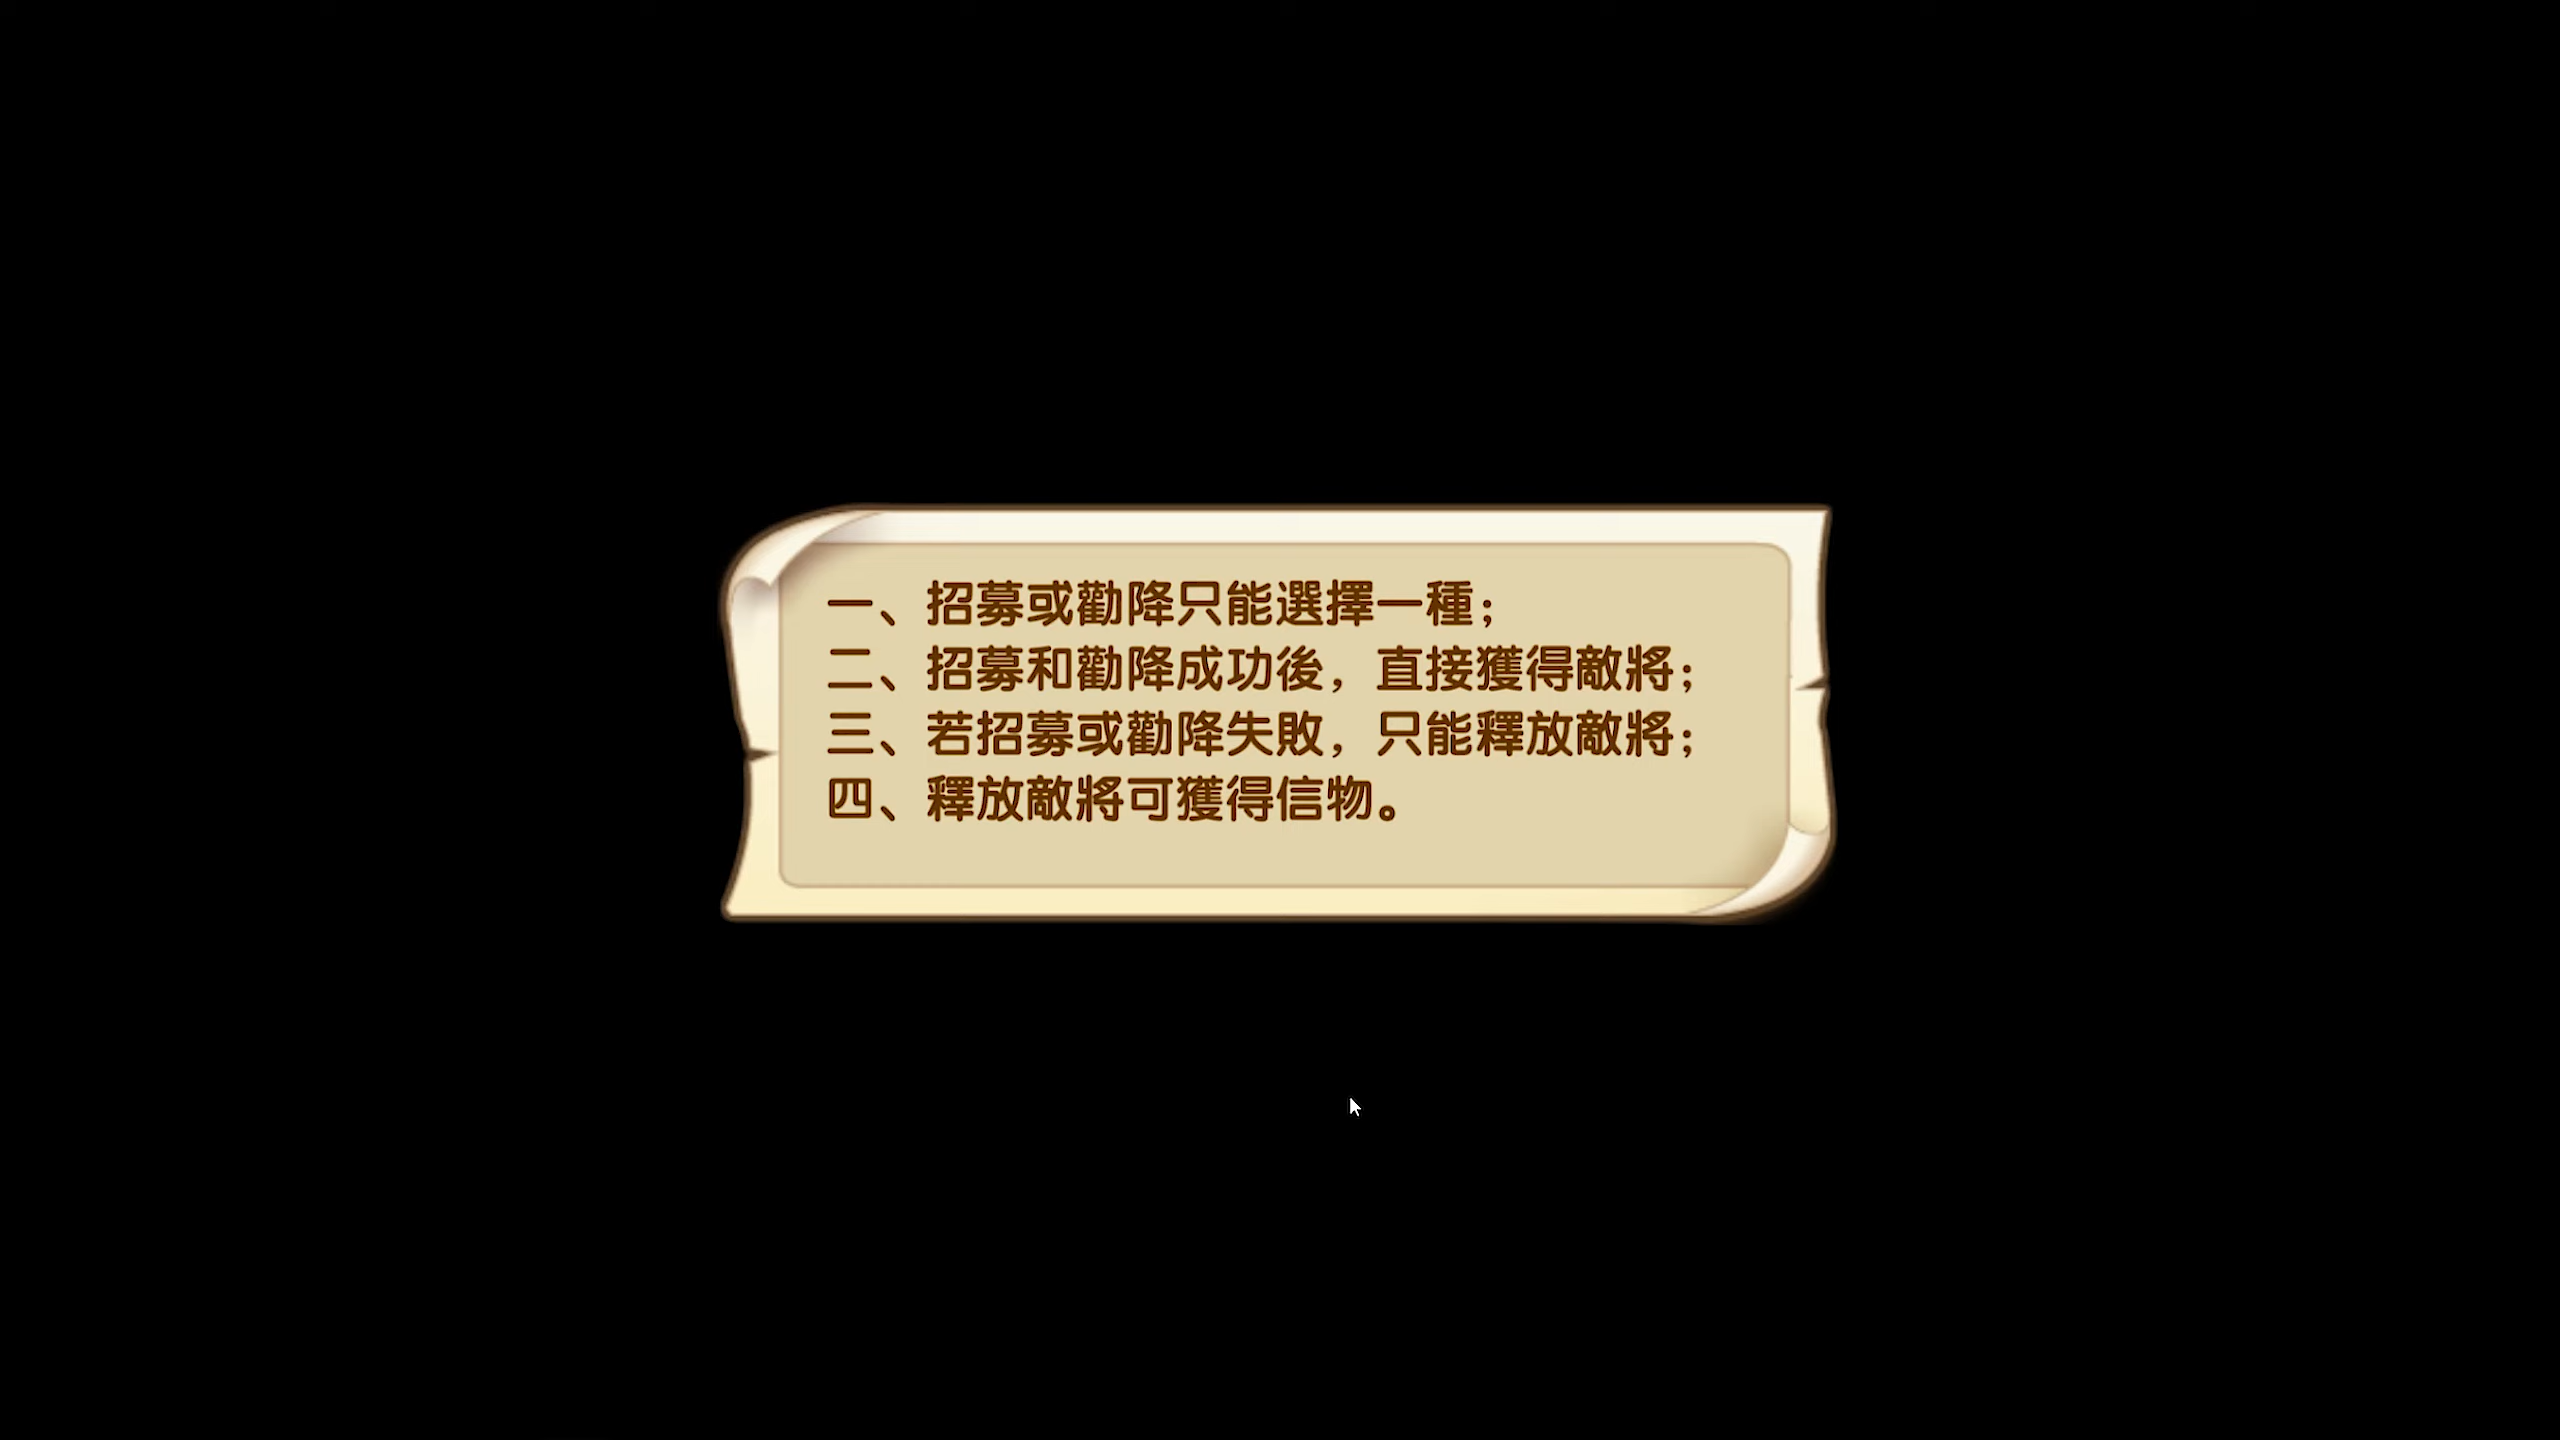 一、招募或勸降只能選擇一種；
二、招募和勸降成功後，直接獲得敵將；
三、若招募或勸降失敗，只能釋放敵將；
四、釋放敵將可獲得信物。